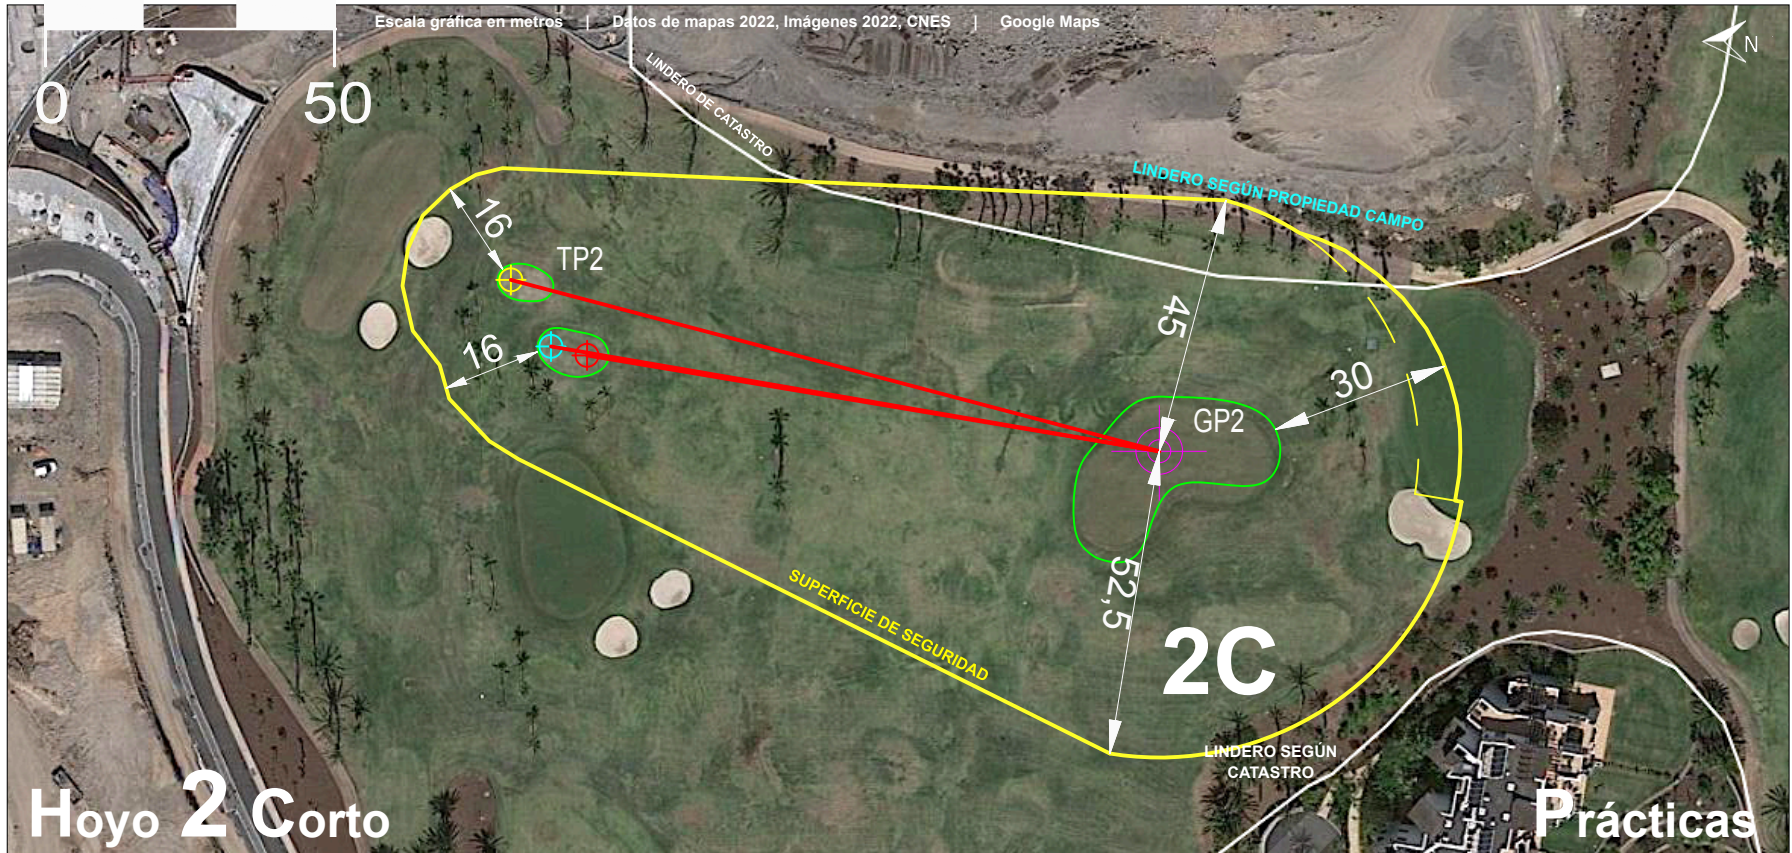 Escala gráfica en metros | Datos de mapas 2022, Imágenes 2022, CNES | Google Maps
N
0 50
LINDERO DE CATASTRO
LINDERO SEGÚN PROPIEDAD CAMPO
16
TP2
45
16
30
GP2
52,5
SUPERFICIE DE SEGURIDAD
2C
LINDERO SEGÚN
CATASTRO
Hoyo 2 Corto
Prácticas